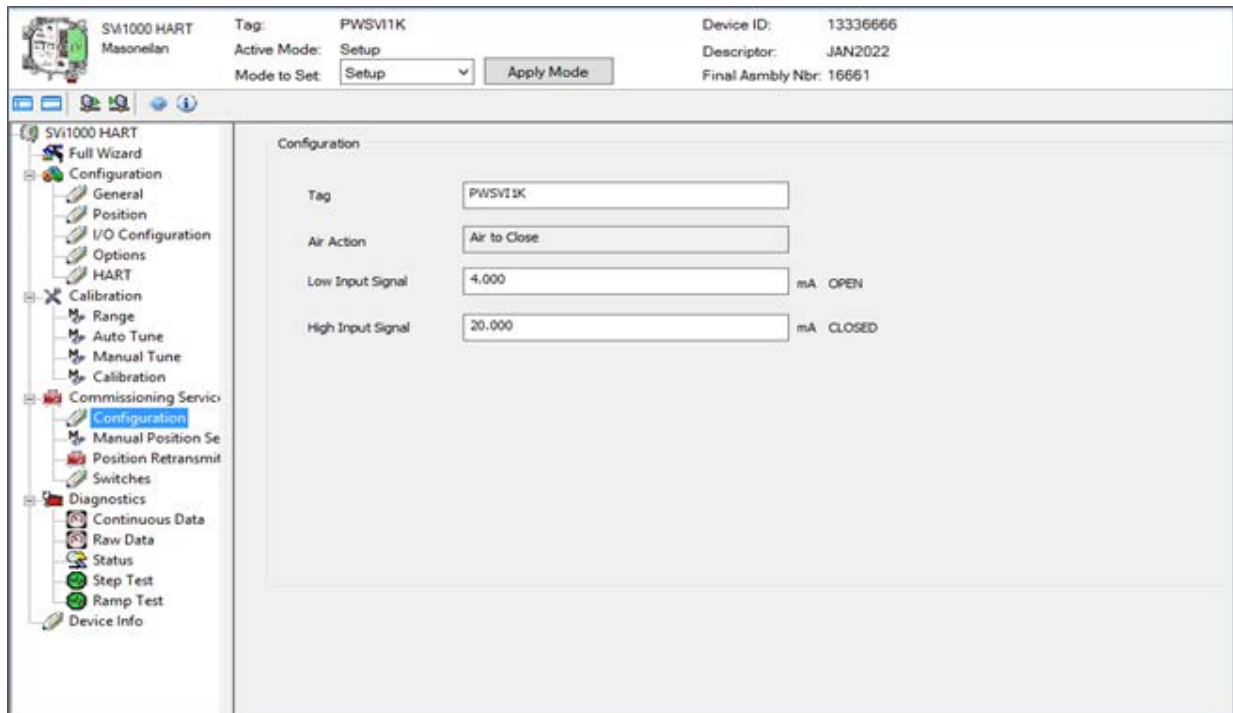 SVi1000 HART
Masoneilan
Tag: PWSVI1K
Active Mode: Setup
Mode to Set: Setup Apply Mode
Device ID: 13336666
Descriptor: JAN2022
Final Asmbly Nbr: 16661
SVi1000 HART
Full Wizard
Configuration
General
Position
I/O Configuration
Options
HART
Calibration
Range
Auto Tune
Manual Tune
Calibration
Commissioning Servic
Configuration
Manual Position Se
Position Retransmit
Switches
Diagnostics
Continuous Data
Raw Data
Status
Step Test
Ramp Test
Device Info
Configuration
Tag PWSVI1K
Air Action Air to Close
Low Input Signal 4.000 mA OPEN
High Input Signal 20.000 mA CLOSED